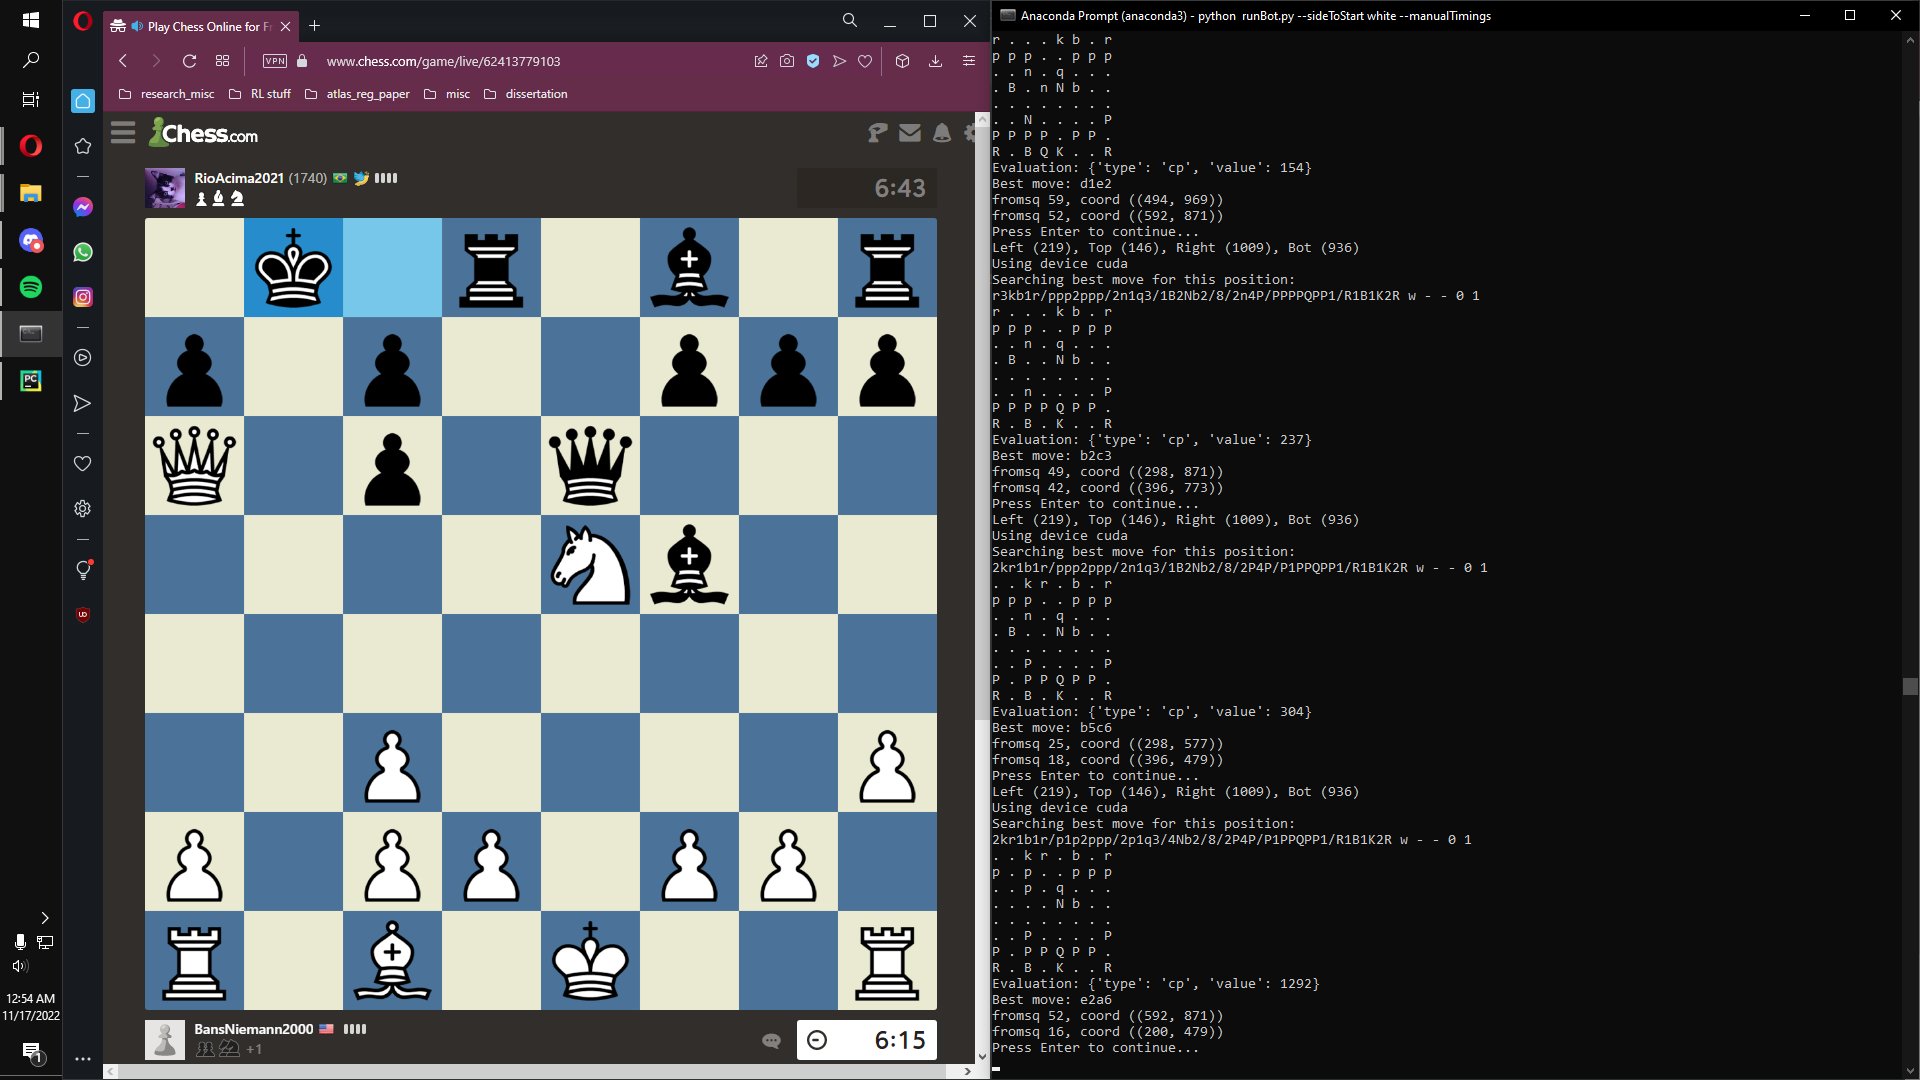 Play Chess Online for Fr
www.chess.com/game/live/62413779103
VPN
research_misc
RL stuff
atlas_reg_paper
misc
dissertation
Chess.com
RioAcima2021 (1740)
6:43
BansNiemann2000
+1
6:15
PC
UD
12:54 AM
11/17/2022
1
Anaconda Prompt (anaconda3) - python runBot.py --sideToStart white --manualTimings
r . . . k b . r
p p p . . p p p
. . n . q . . .
. B . n N b . .
. . . . . . . .
. . N . . . . P
P P P P . P P .
R . B Q K . . R
Evaluation: {'type': 'cp', 'value': 154}
Best move: d1e2
fromsq 59, coord ((494, 969))
fromsq 52, coord ((592, 871))
Press Enter to continue...
Left (219), Top (146), Right (1009), Bot (936)
Using device cuda
Searching best move for this position:
r3kb1r/ppp2ppp/2n1q3/1B2Nb2/8/2n4P/PPPPQPP1/R1B1K2R w - - 0 1
r . . . k b . r
p p p . . p p p
. . n . q . . .
. B . . N b . .
. . . . . . . .
. . n . . . . P
P P P P Q P P .
R . B . K . . R
Evaluation: {'type': 'cp', 'value': 237}
Best move: b2c3
fromsq 49, coord ((298, 871))
fromsq 42, coord ((396, 773))
Press Enter to continue...
Left (219), Top (146), Right (1009), Bot (936)
Using device cuda
Searching best move for this position:
2kr1b1r/ppp2ppp/2n1q3/1B2Nb2/8/2P4P/P1PPQPP1/R1B1K2R w - - 0 1
. . k r . b . r
p p p . . p p p
. . n . q . . .
. B . . N b . .
. . . . . . . .
. . P . . . . P
P . P P Q P P .
R . B . K . . R
Evaluation: {'type': 'cp', 'value': 304}
Best move: b5c6
fromsq 25, coord ((298, 577))
fromsq 18, coord ((396, 479))
Press Enter to continue...
Left (219), Top (146), Right (1009), Bot (936)
Using device cuda
Searching best move for this position:
2kr1b1r/p1p2ppp/2p1q3/4Nb2/8/2P4P/P1PPQPP1/R1B1K2R w - - 0 1
. . k r . b . r
p . p . . p p p
. . p . q . . .
. . . . N b . .
. . . . . . . .
. . P . . . . P
P . P P Q P P .
R . B . K . . R
Evaluation: {'type': 'cp', 'value': 1292}
Best move: e2a6
fromsq 52, coord ((592, 871))
fromsq 16, coord ((200, 479))
Press Enter to continue...